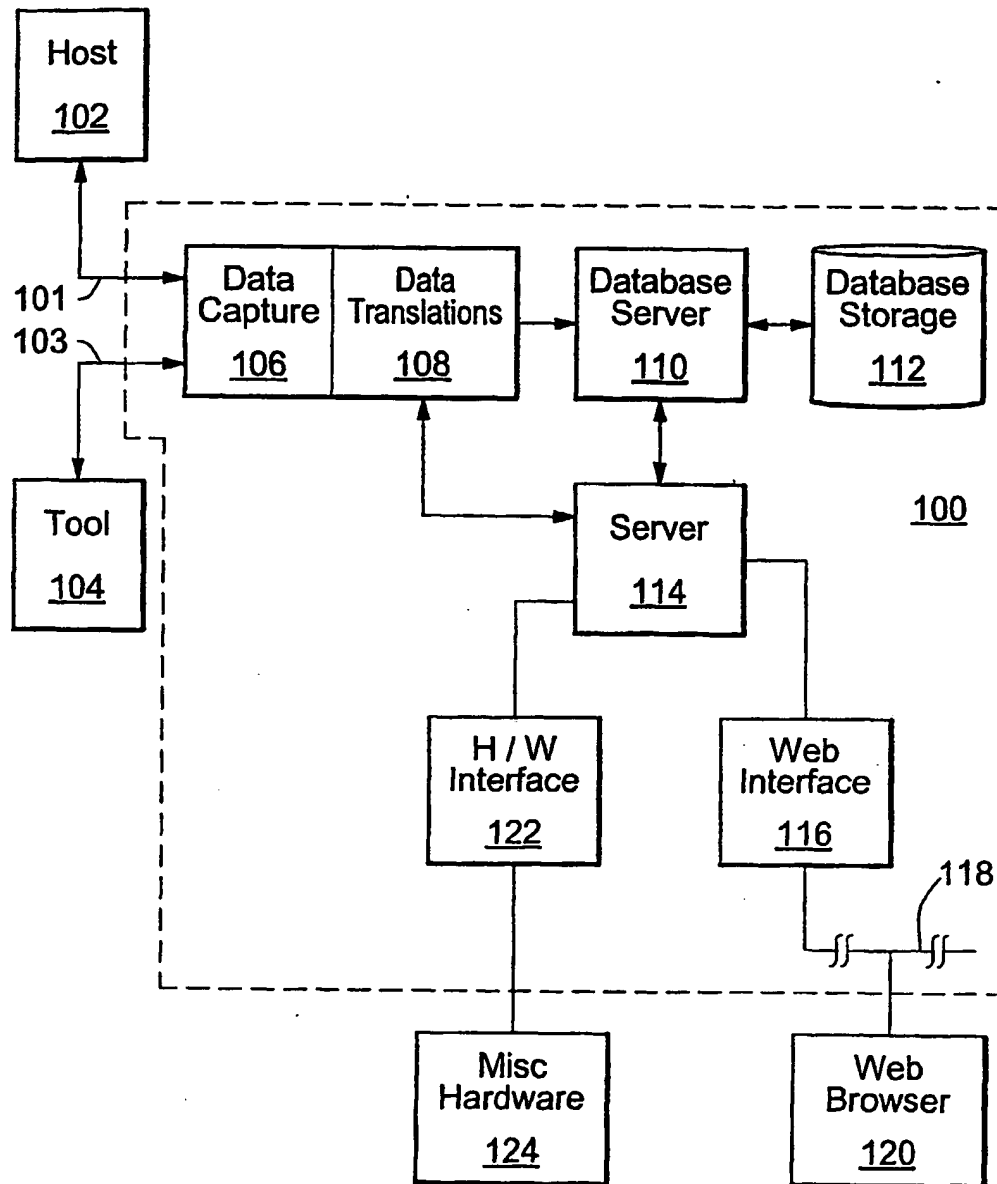 Host
102
101
103
Data
Capture
106
Data
Translations
108
Database
Server
110
Database
Storage
112
Tool
104
Server
114
100
H / W
Interface
122
Web
Interface
116
118
Misc
Hardware
124
Web
Browser
120